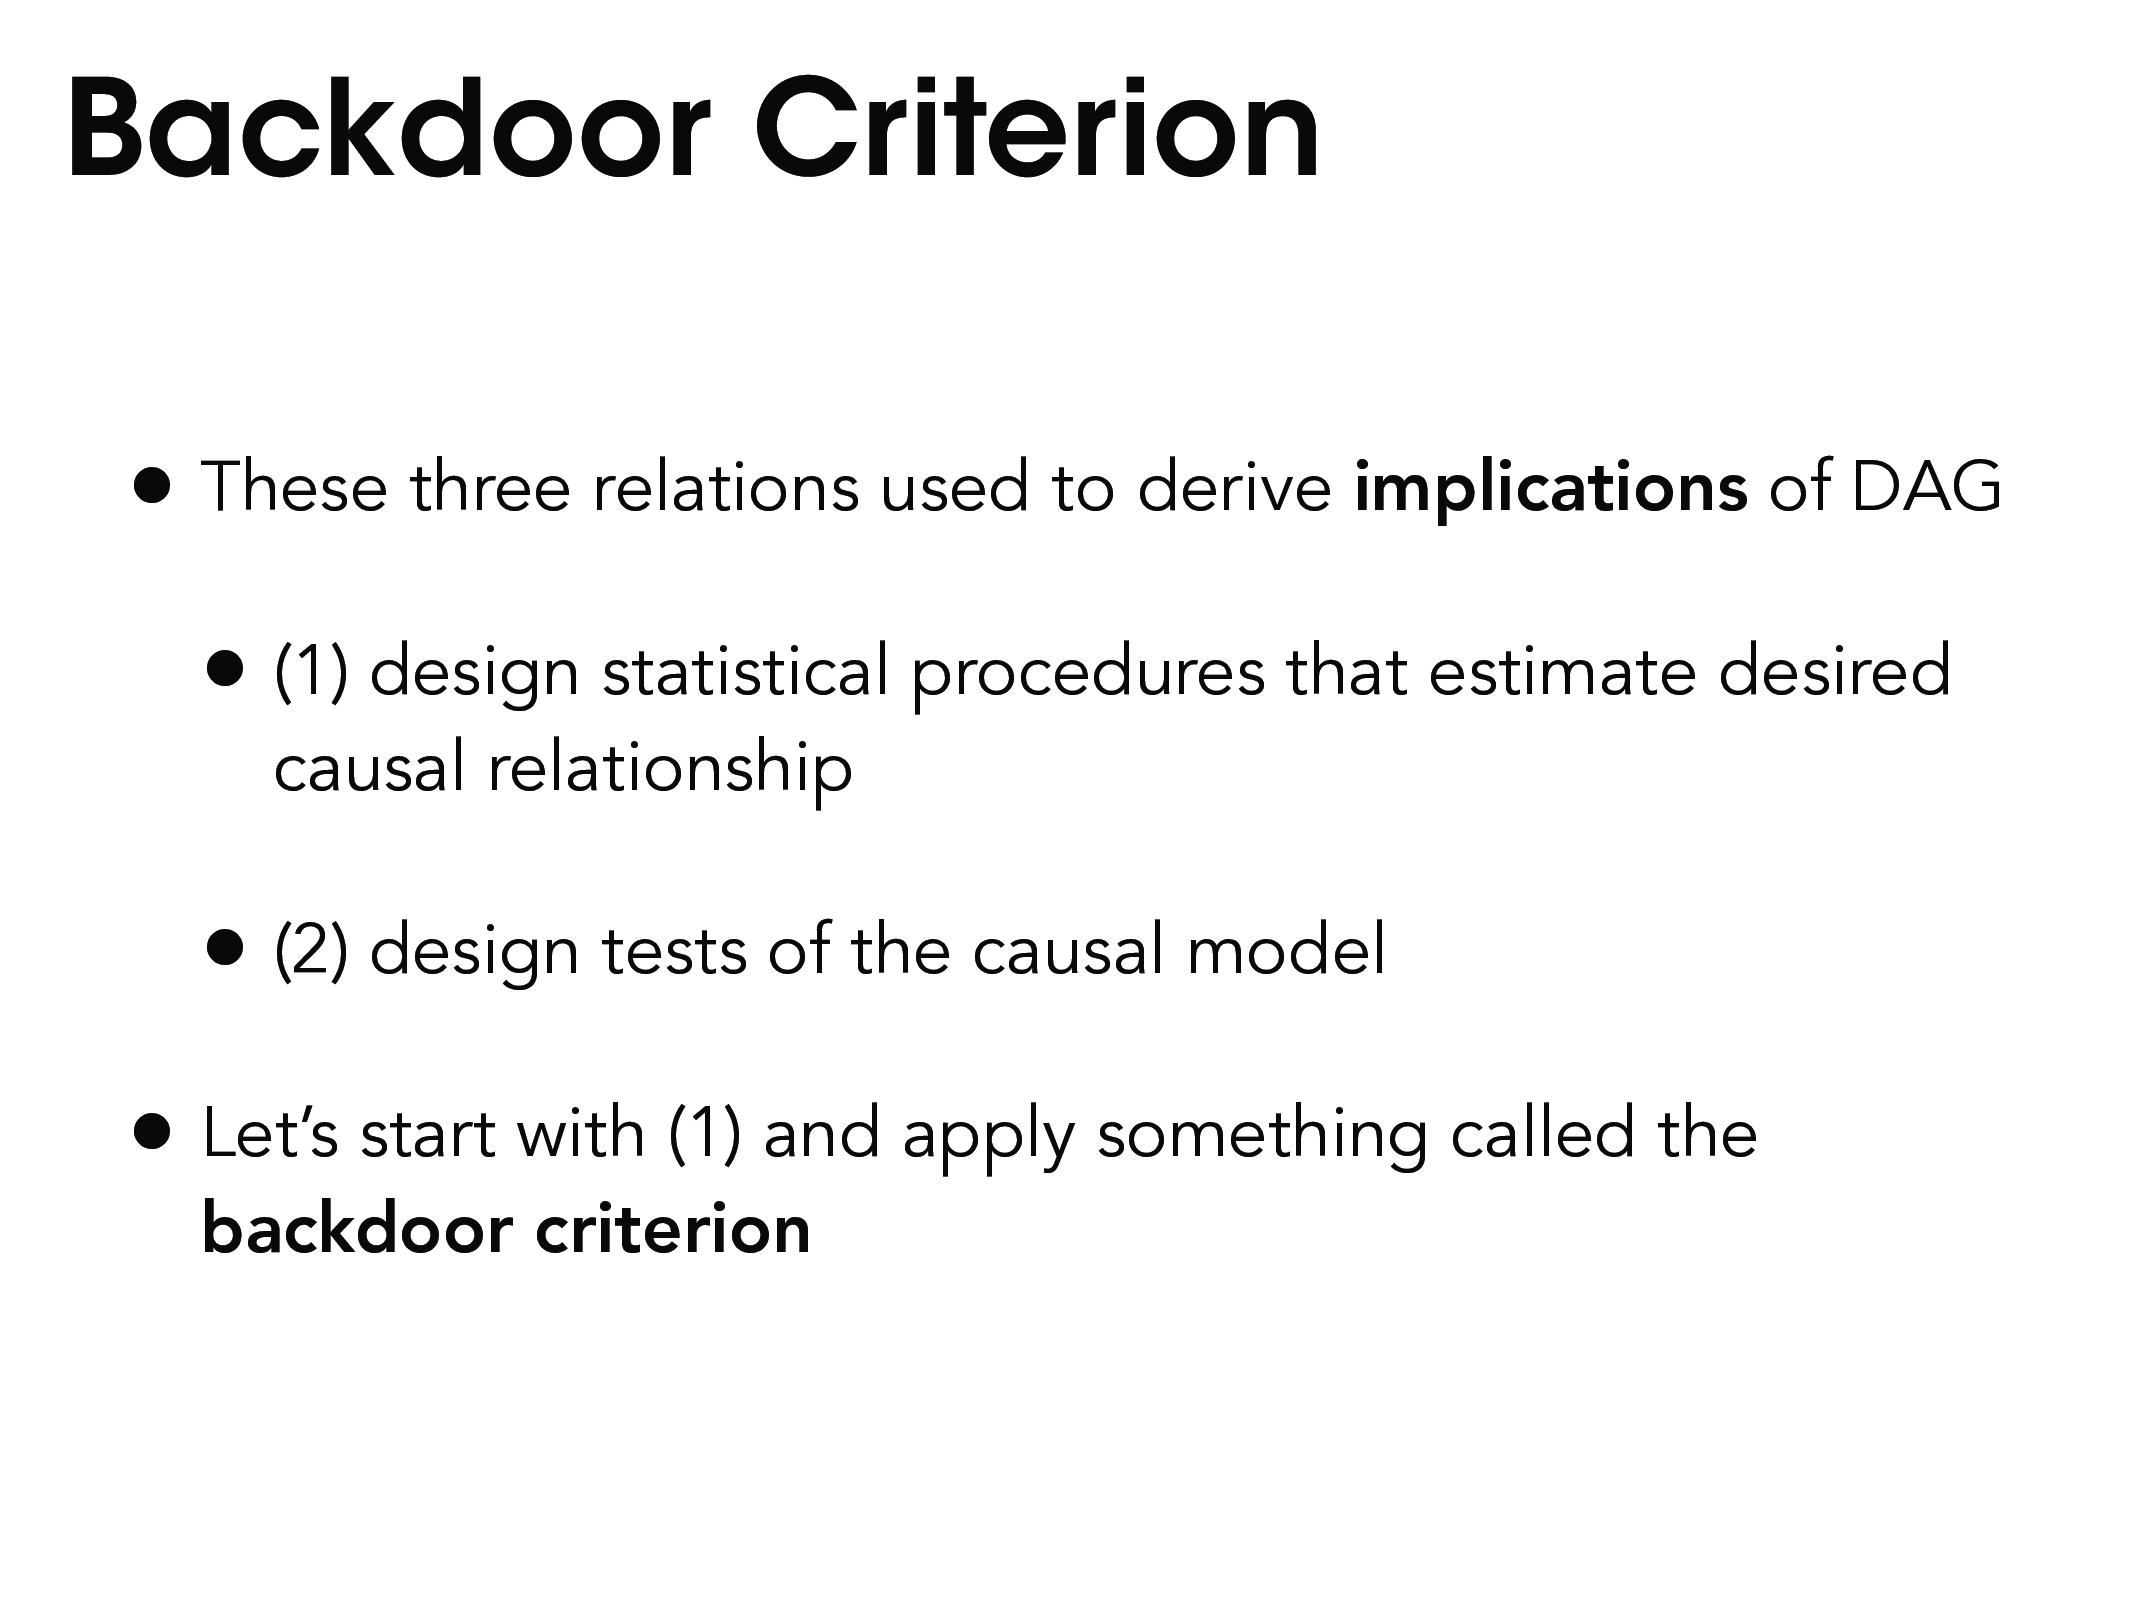 Backdoor Criterion
• These three relations used to derive implications of DAG
• (1) design statistical procedures that estimate desired
causal relationship
• (2) design tests of the causal model
• Let’s start with (1) and apply something called the
backdoor criterion